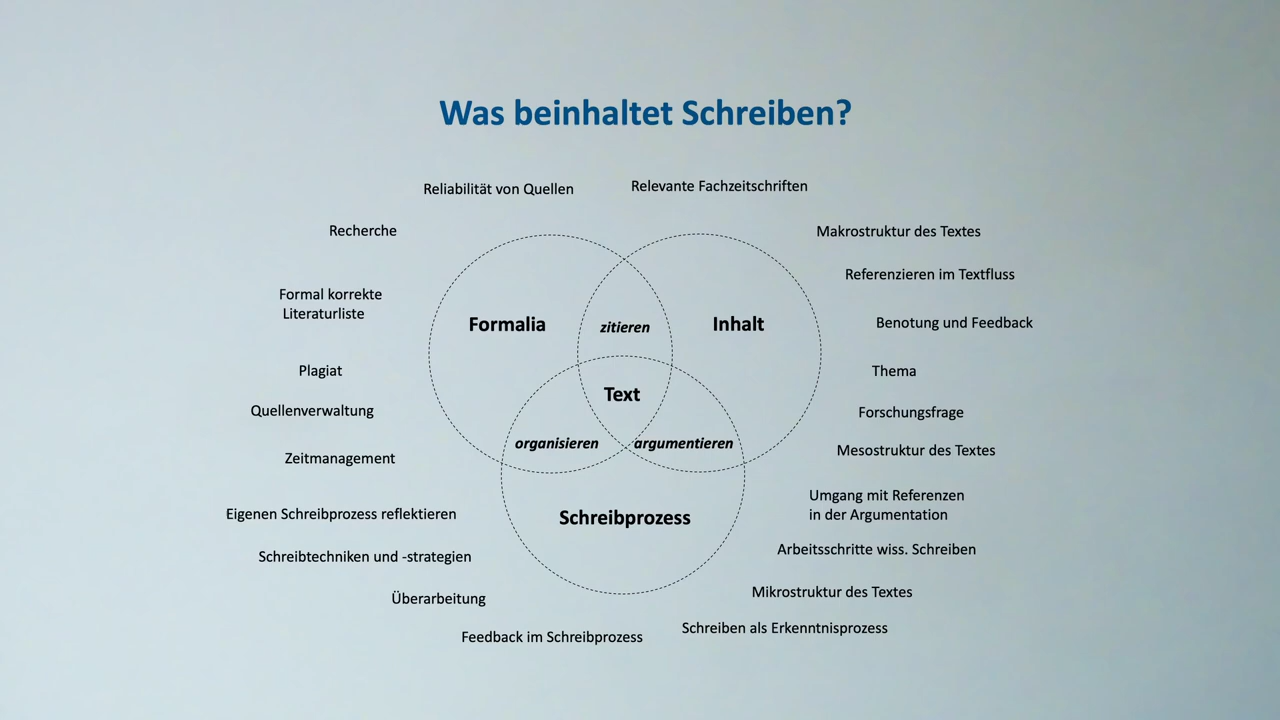 Was beinhaltet Schreiben?
Reliabilität von Quellen
Relevante Fachzeitschriften
Recherche
Makrostruktur des Textes
Referenzieren im Textfluss
Formal korrekte
Literaturliste
Formalia
zitieren
Inhalt
Benotung und Feedback
Plagiat
Thema
Text
Quellenverwaltung
Forschungsfrage
organisieren
argumentieren
Mesostruktur des Textes
Zeitmanagement
Umgang mit Referenzen
in der Argumentation
Eigenen Schreibprozess reflektieren
Schreibprozess
Schreibtechniken und -strategien
Arbeitsschritte wiss. Schreiben
Überarbeitung
Mikrostruktur des Textes
Feedback im Schreibprozess
Schreiben als Erkenntnisprozess